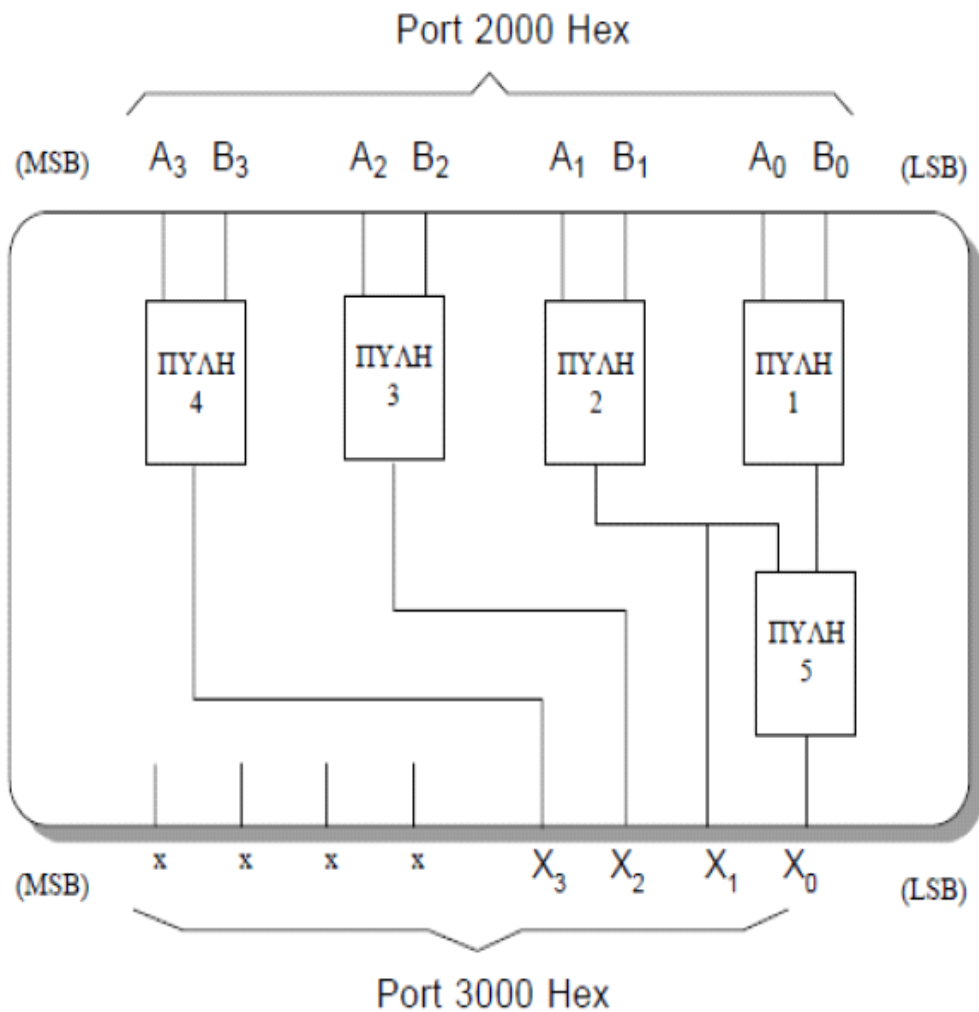 Port 2000 Hex
(MSB) A₃ B₃ A₂ B₂ A₁ B₁ A₀ B₀ (LSB)
ΠΥΛΗ 4
ΠΥΛΗ 3
ΠΥΛΗ 2
ΠΥΛΗ 1
ΠΥΛΗ 5
(MSB) x x x x X₃ X₂ X₁ X₀ (LSB)
Port 3000 Hex